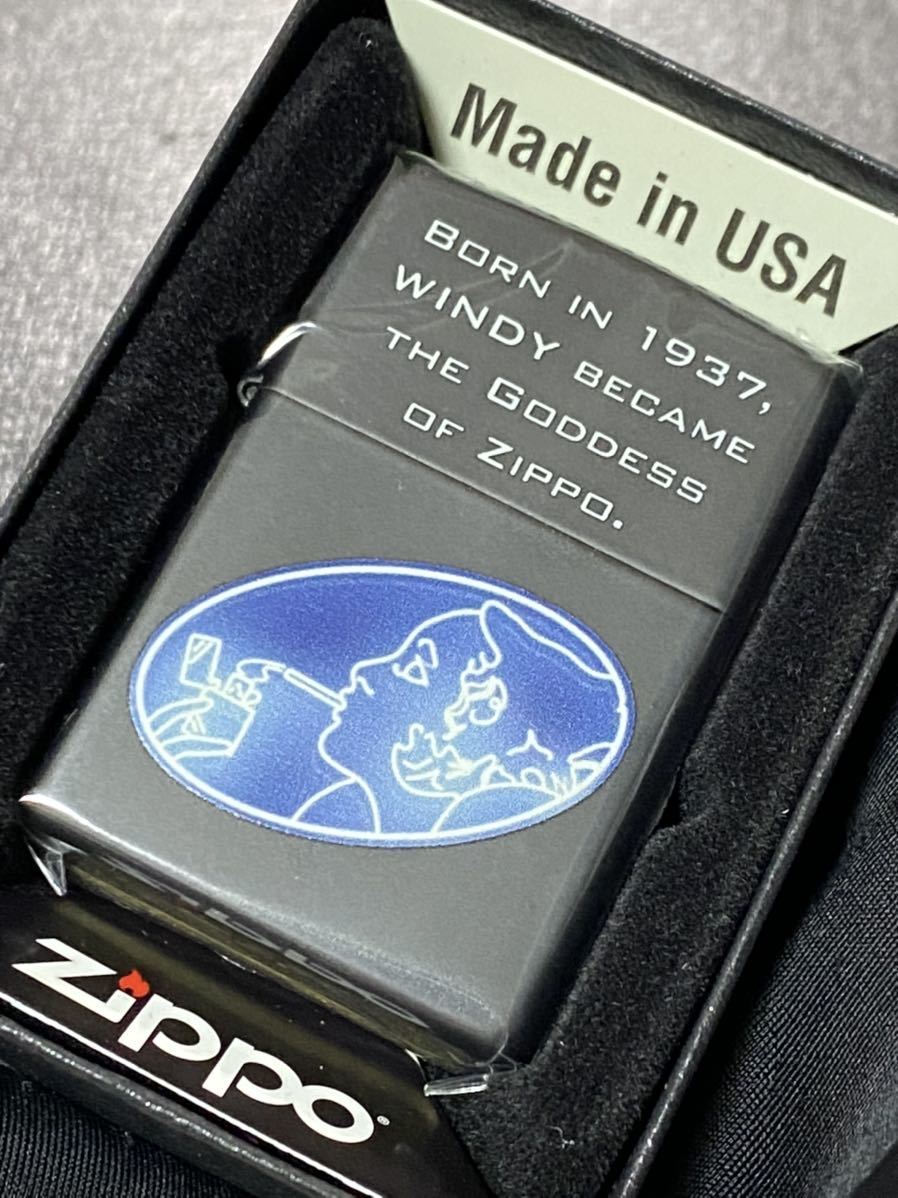 Made in USA
BORN IN 1937,
WINDY BECAME
THE GODDESS
OF ZIPPO.
Zippo®